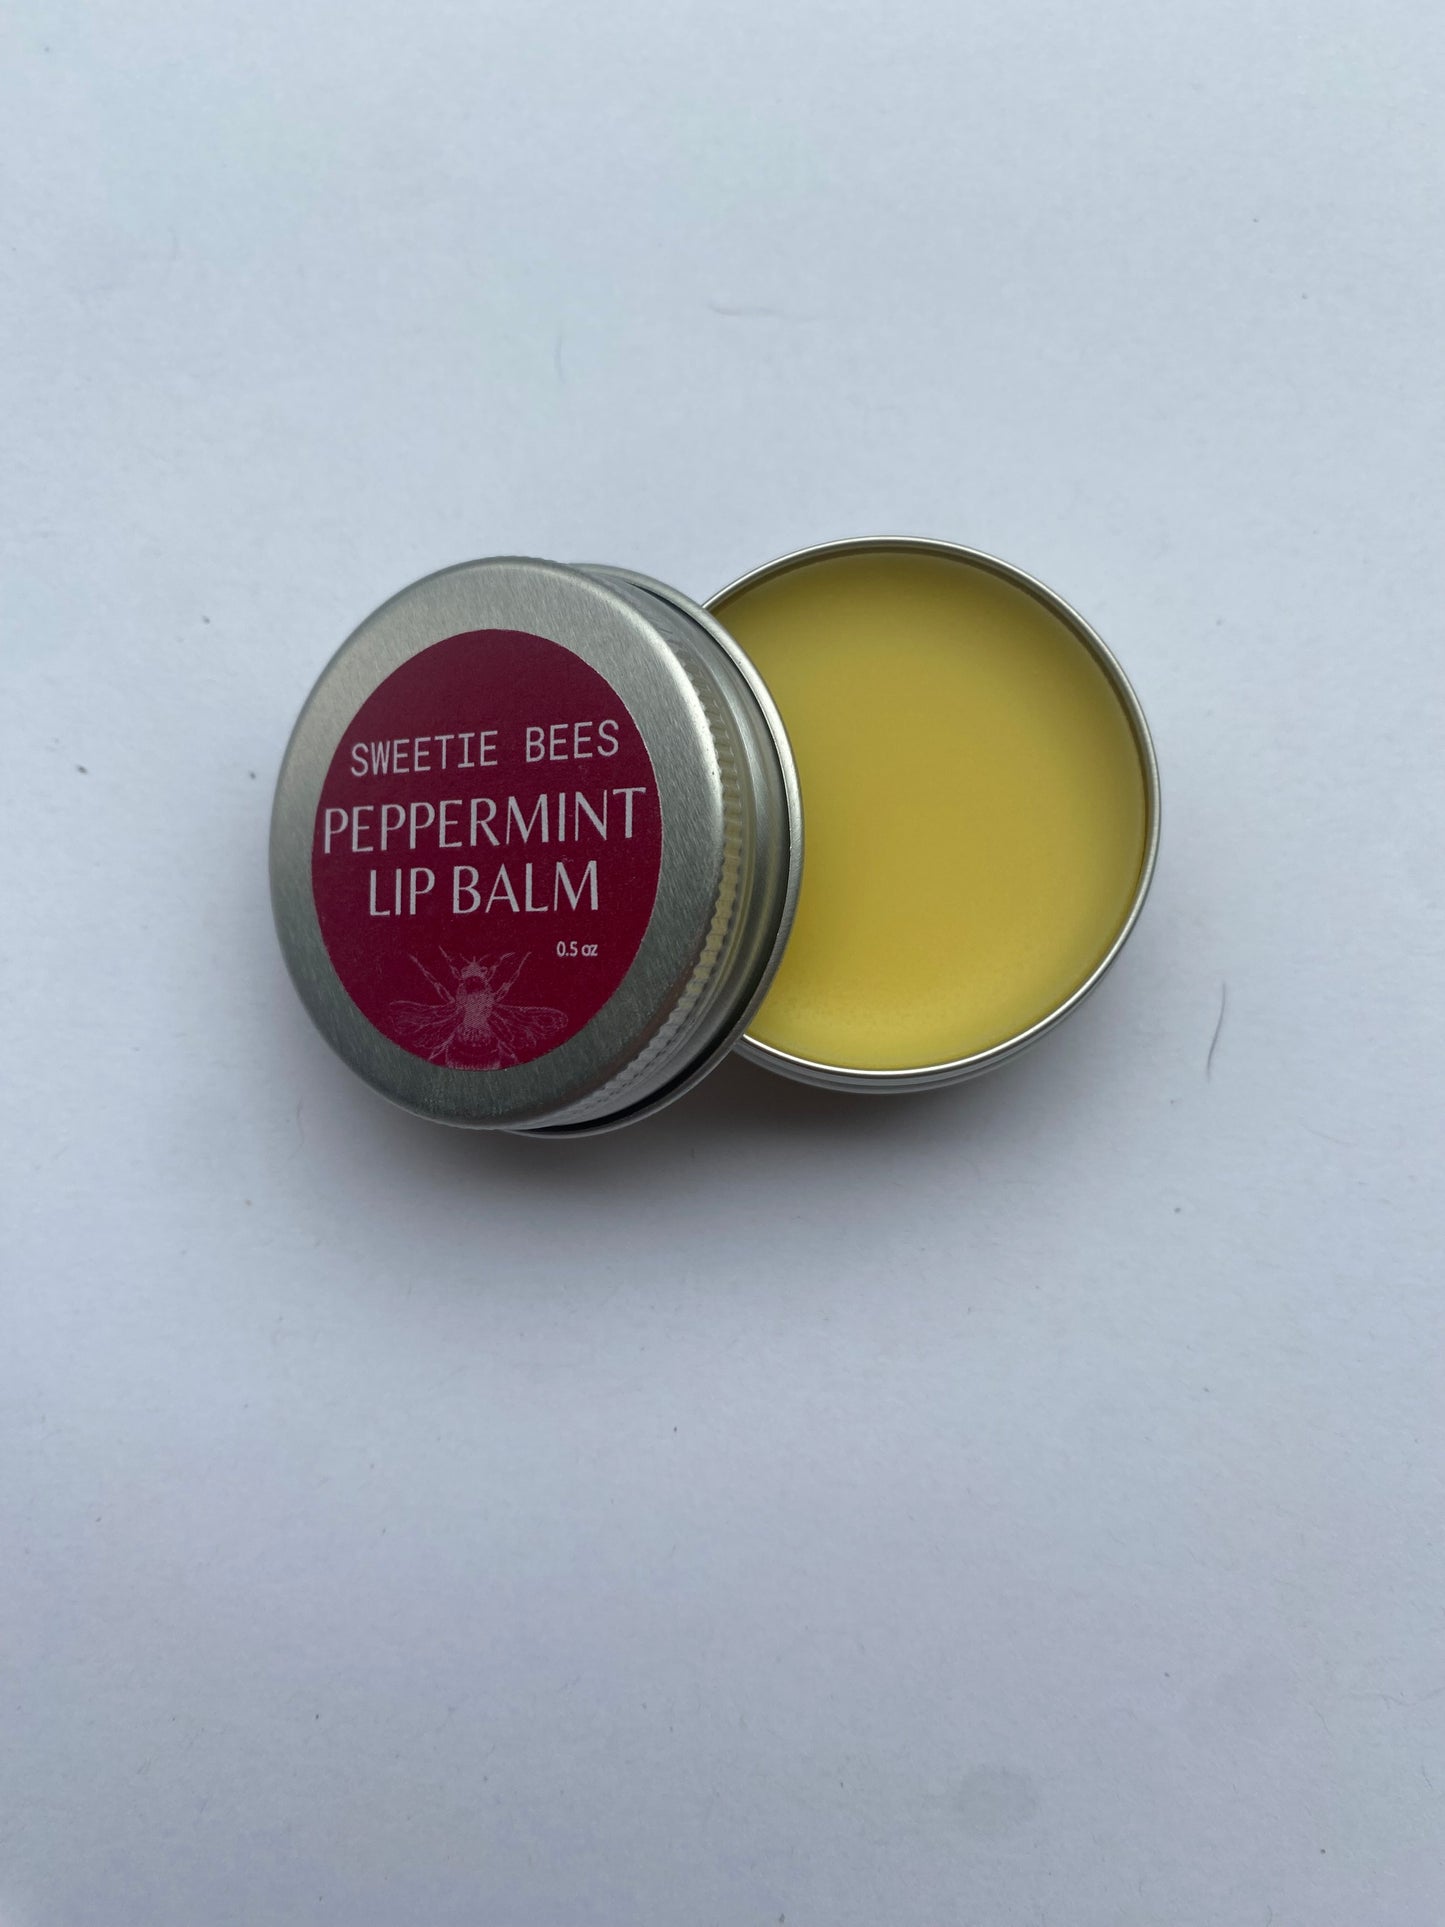 SWEETIE BEES
PEPPERMINT
LIP BALM
0.5 oz